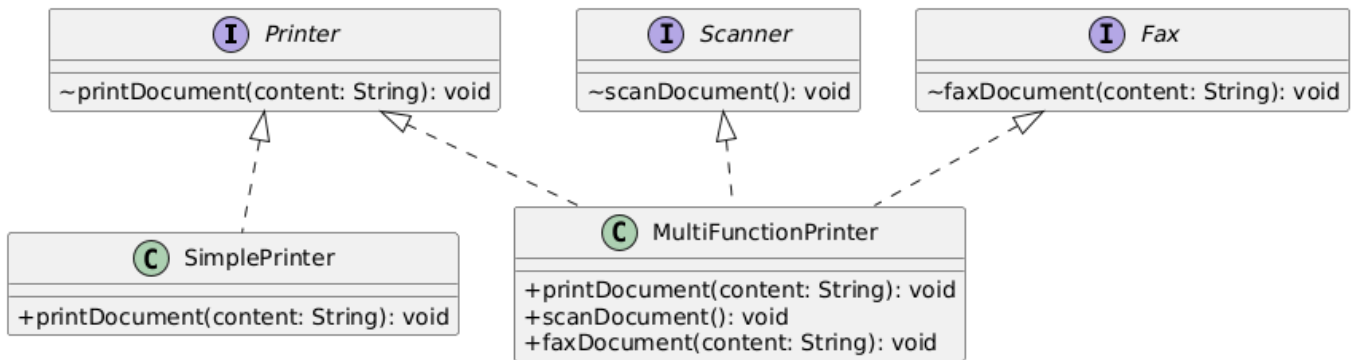 I Printer
I Scanner
I Fax
~printDocument(content: String): void
~scanDocument(): void
~faxDocument(content: String): void
C SimplePrinter
+printDocument(content: String): void
C MultiFunctionPrinter
+printDocument(content: String): void
+scanDocument(): void
+faxDocument(content: String): void